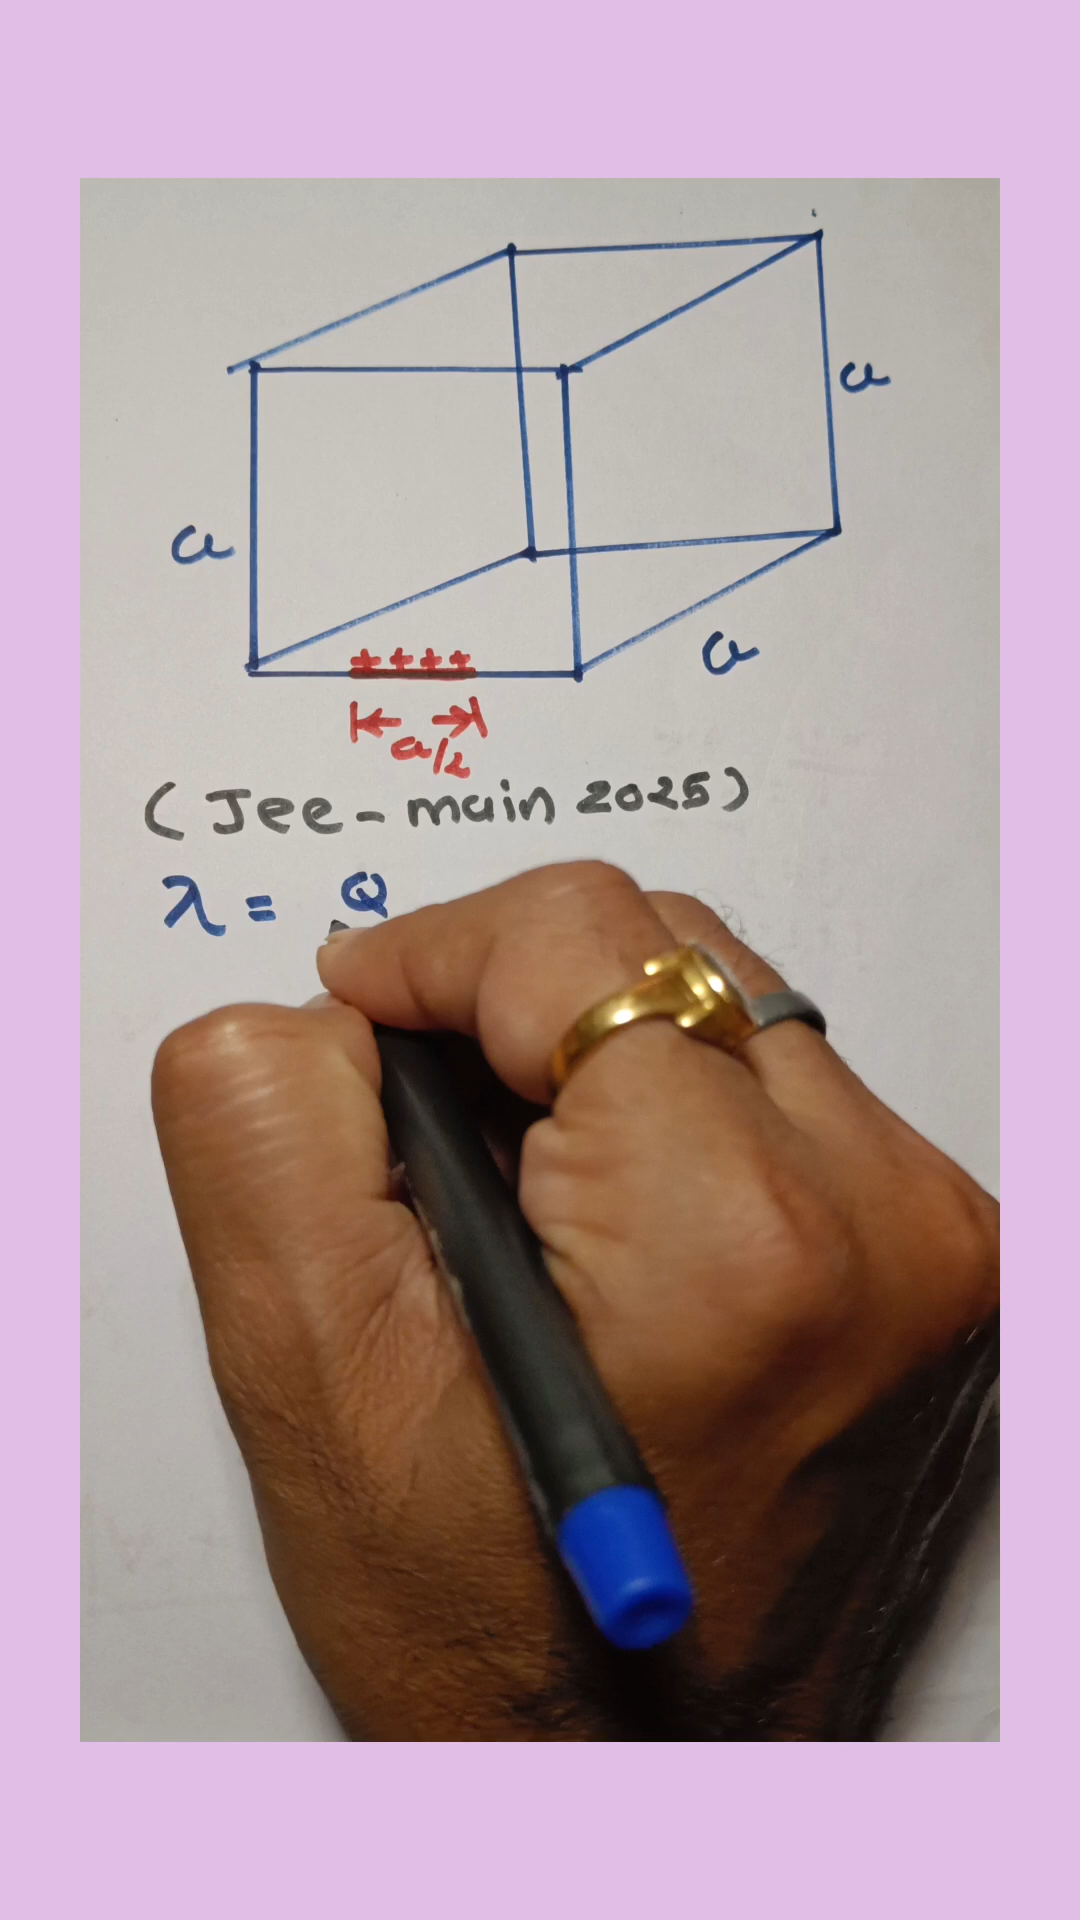 a
a
a
+ + + +
a/2
(Jee-main 2025)
λ = Q